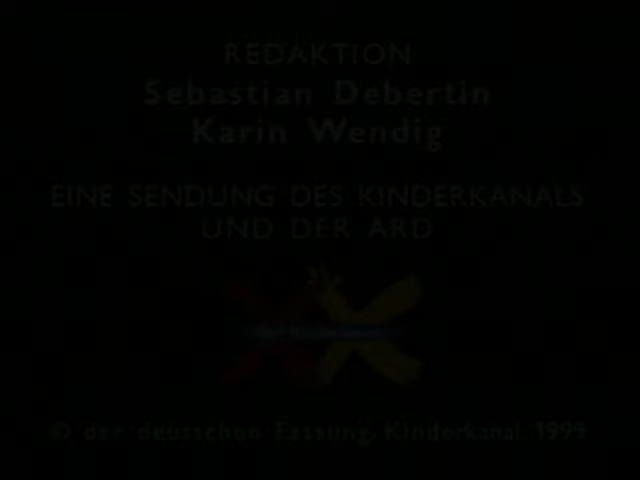 REDAKTION
Sebastian Debertin
Karin Wendig
EINE SENDUNG DES KINDERKANALS
UND DER ARD
© der deutschen Fassung Kinderkanal 1999